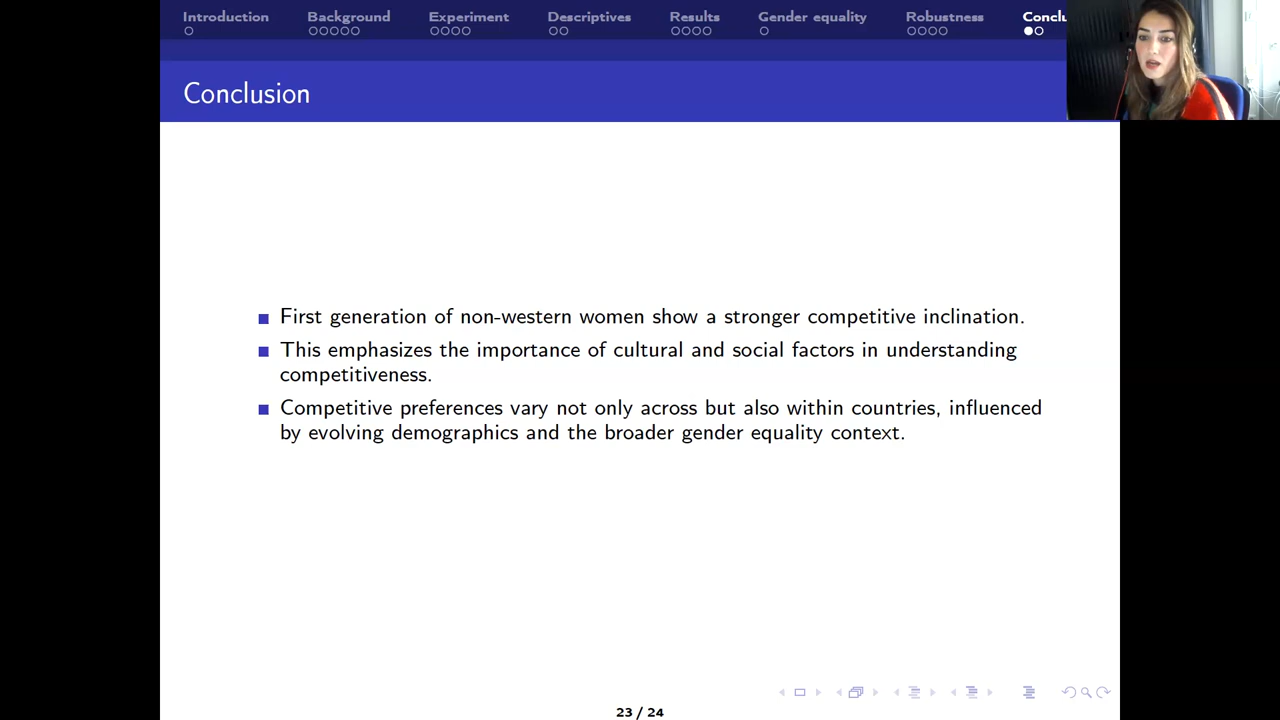 Introduction Background Experiment Descriptives Results Gender equality Robustness Conclu
Conclusion
First generation of non-western women show a stronger competitive inclination.
This emphasizes the importance of cultural and social factors in understanding
competitiveness.
Competitive preferences vary not only across but also within countries, influenced
by evolving demographics and the broader gender equality context.
23 / 24